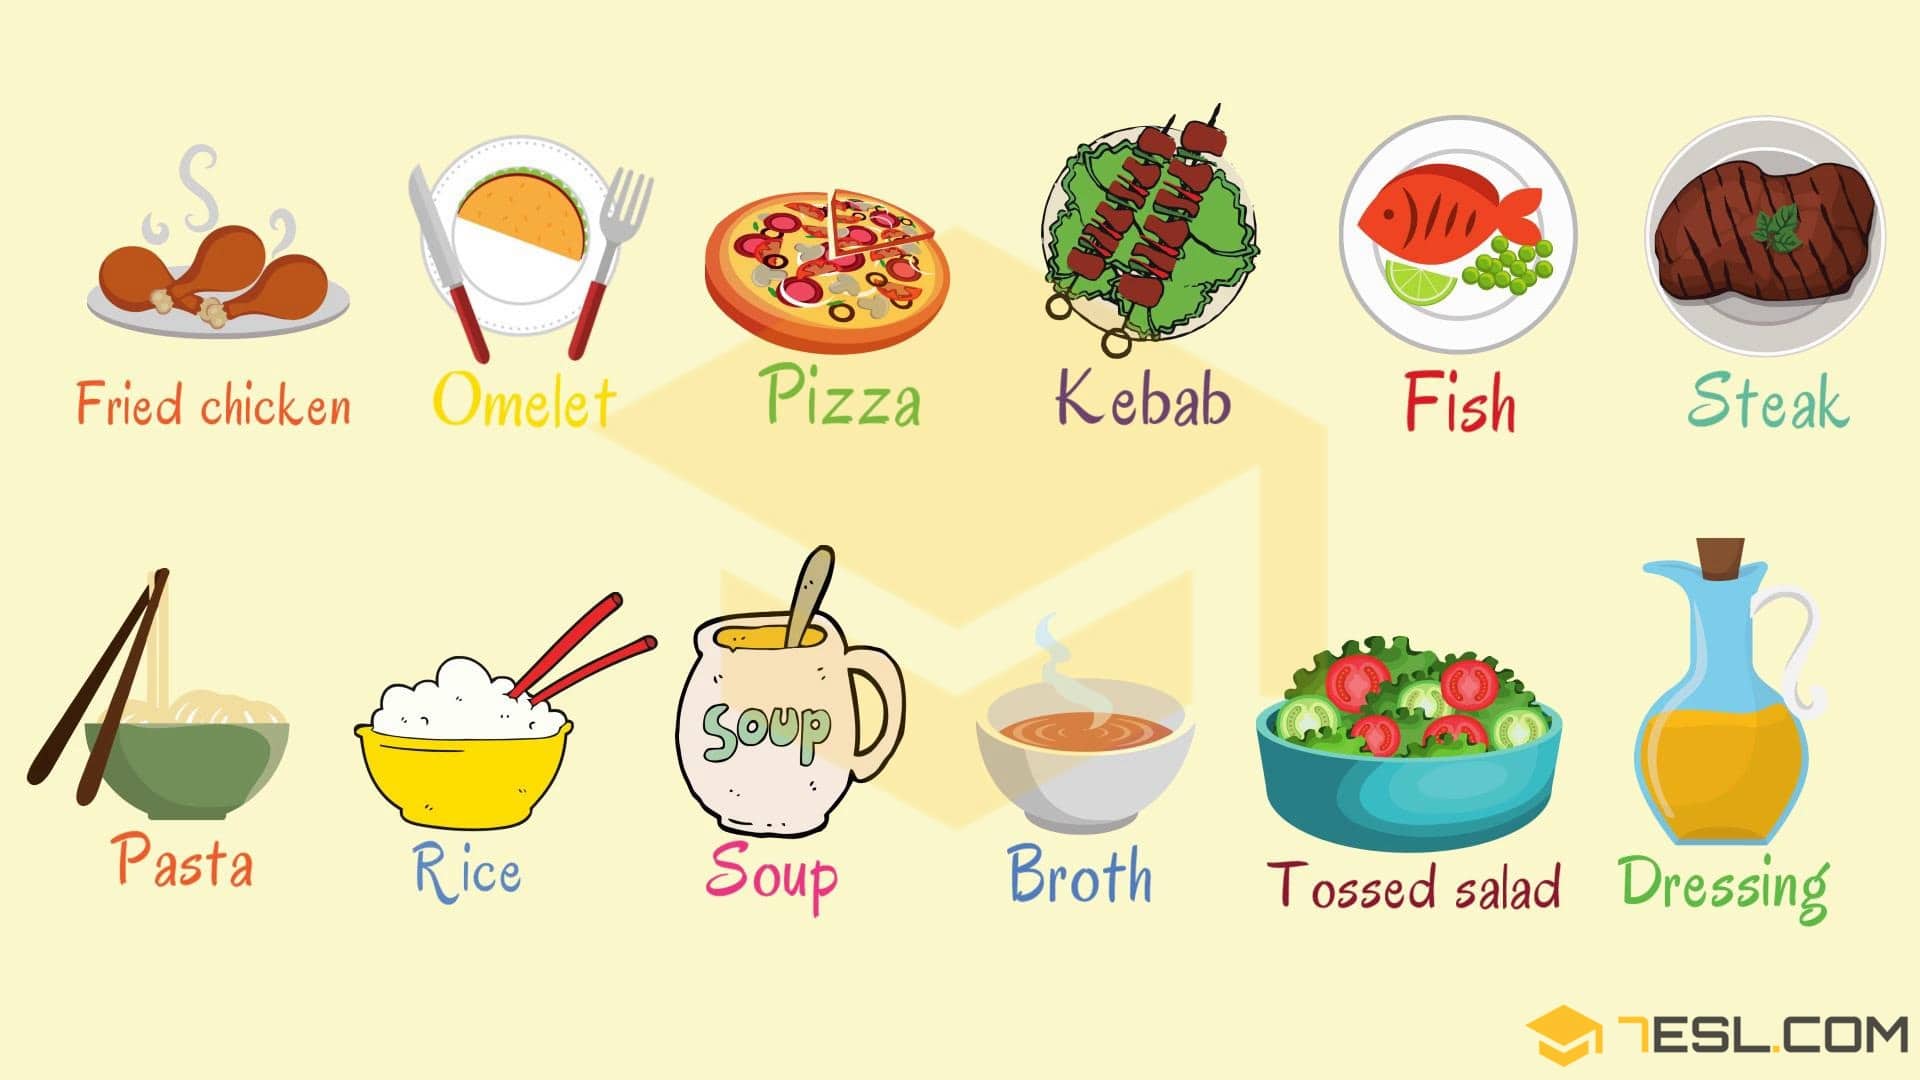 Fried chicken
Omelet
Pizza
Kebab
Fish
Steak
Soup
Pasta
Rice
Soup
Broth
Tossed salad
Dressing
7ESL.COM